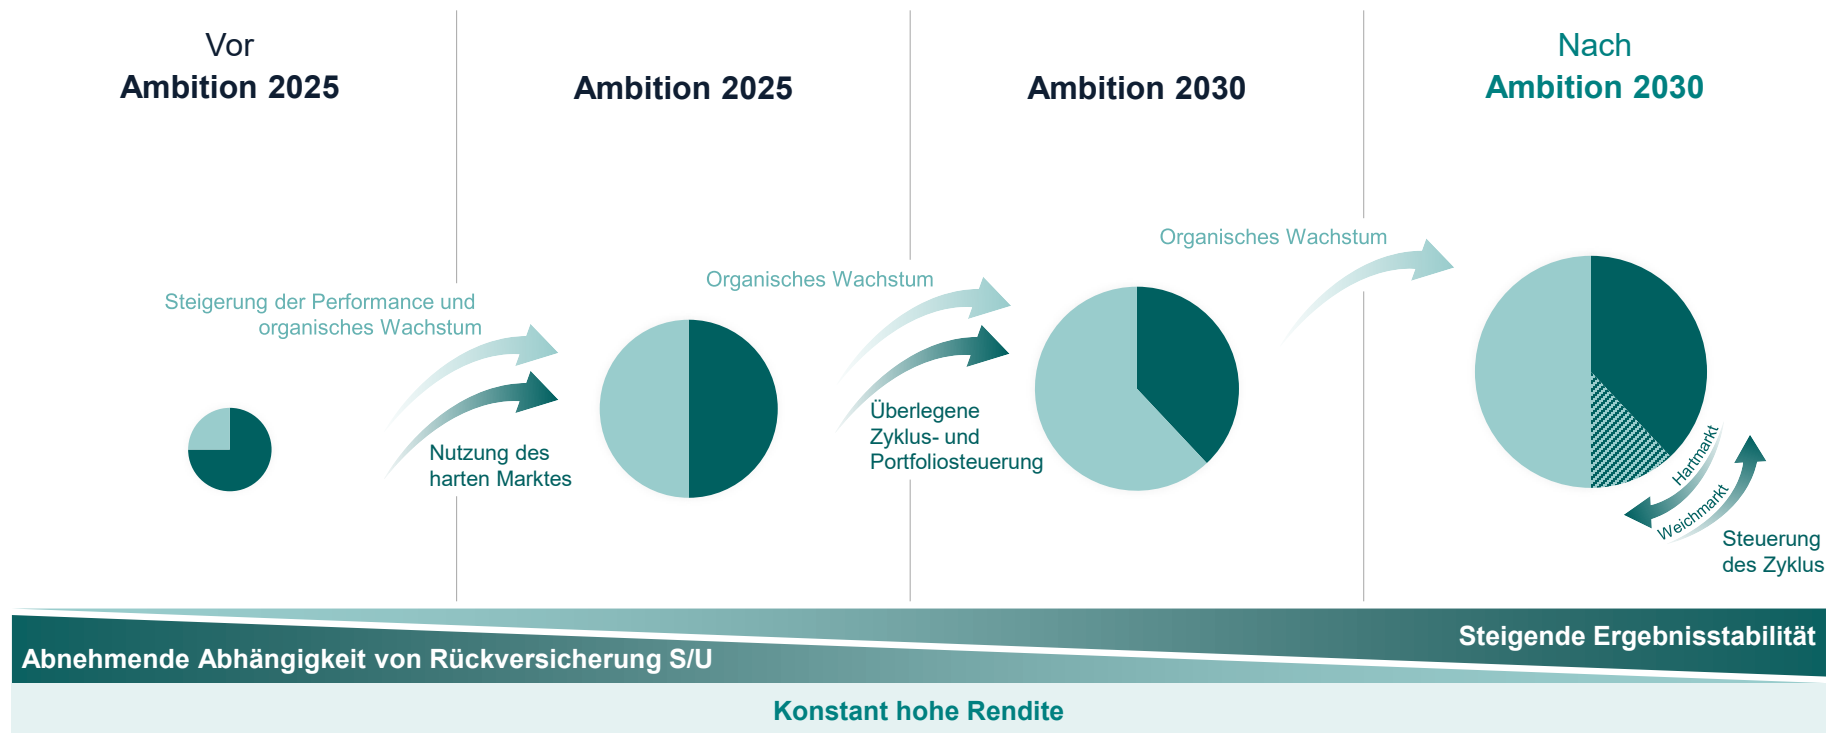 Vor
Ambition 2025
Ambition 2025
Ambition 2030
Nach
Ambition 2030
Steigerung der Performance und
organisches Wachstum
Nutzung des
harten Marktes
Organisches Wachstum
Überlegene
Zyklus- und
Portfoliosteuerung
Organisches Wachstum
Hartmarkt
Weichmarkt
Steuerung
des Zyklus
Steigende Ergebnisstabilität
Abnehmende Abhängigkeit von Rückversicherung S/U
Konstant hohe Rendite